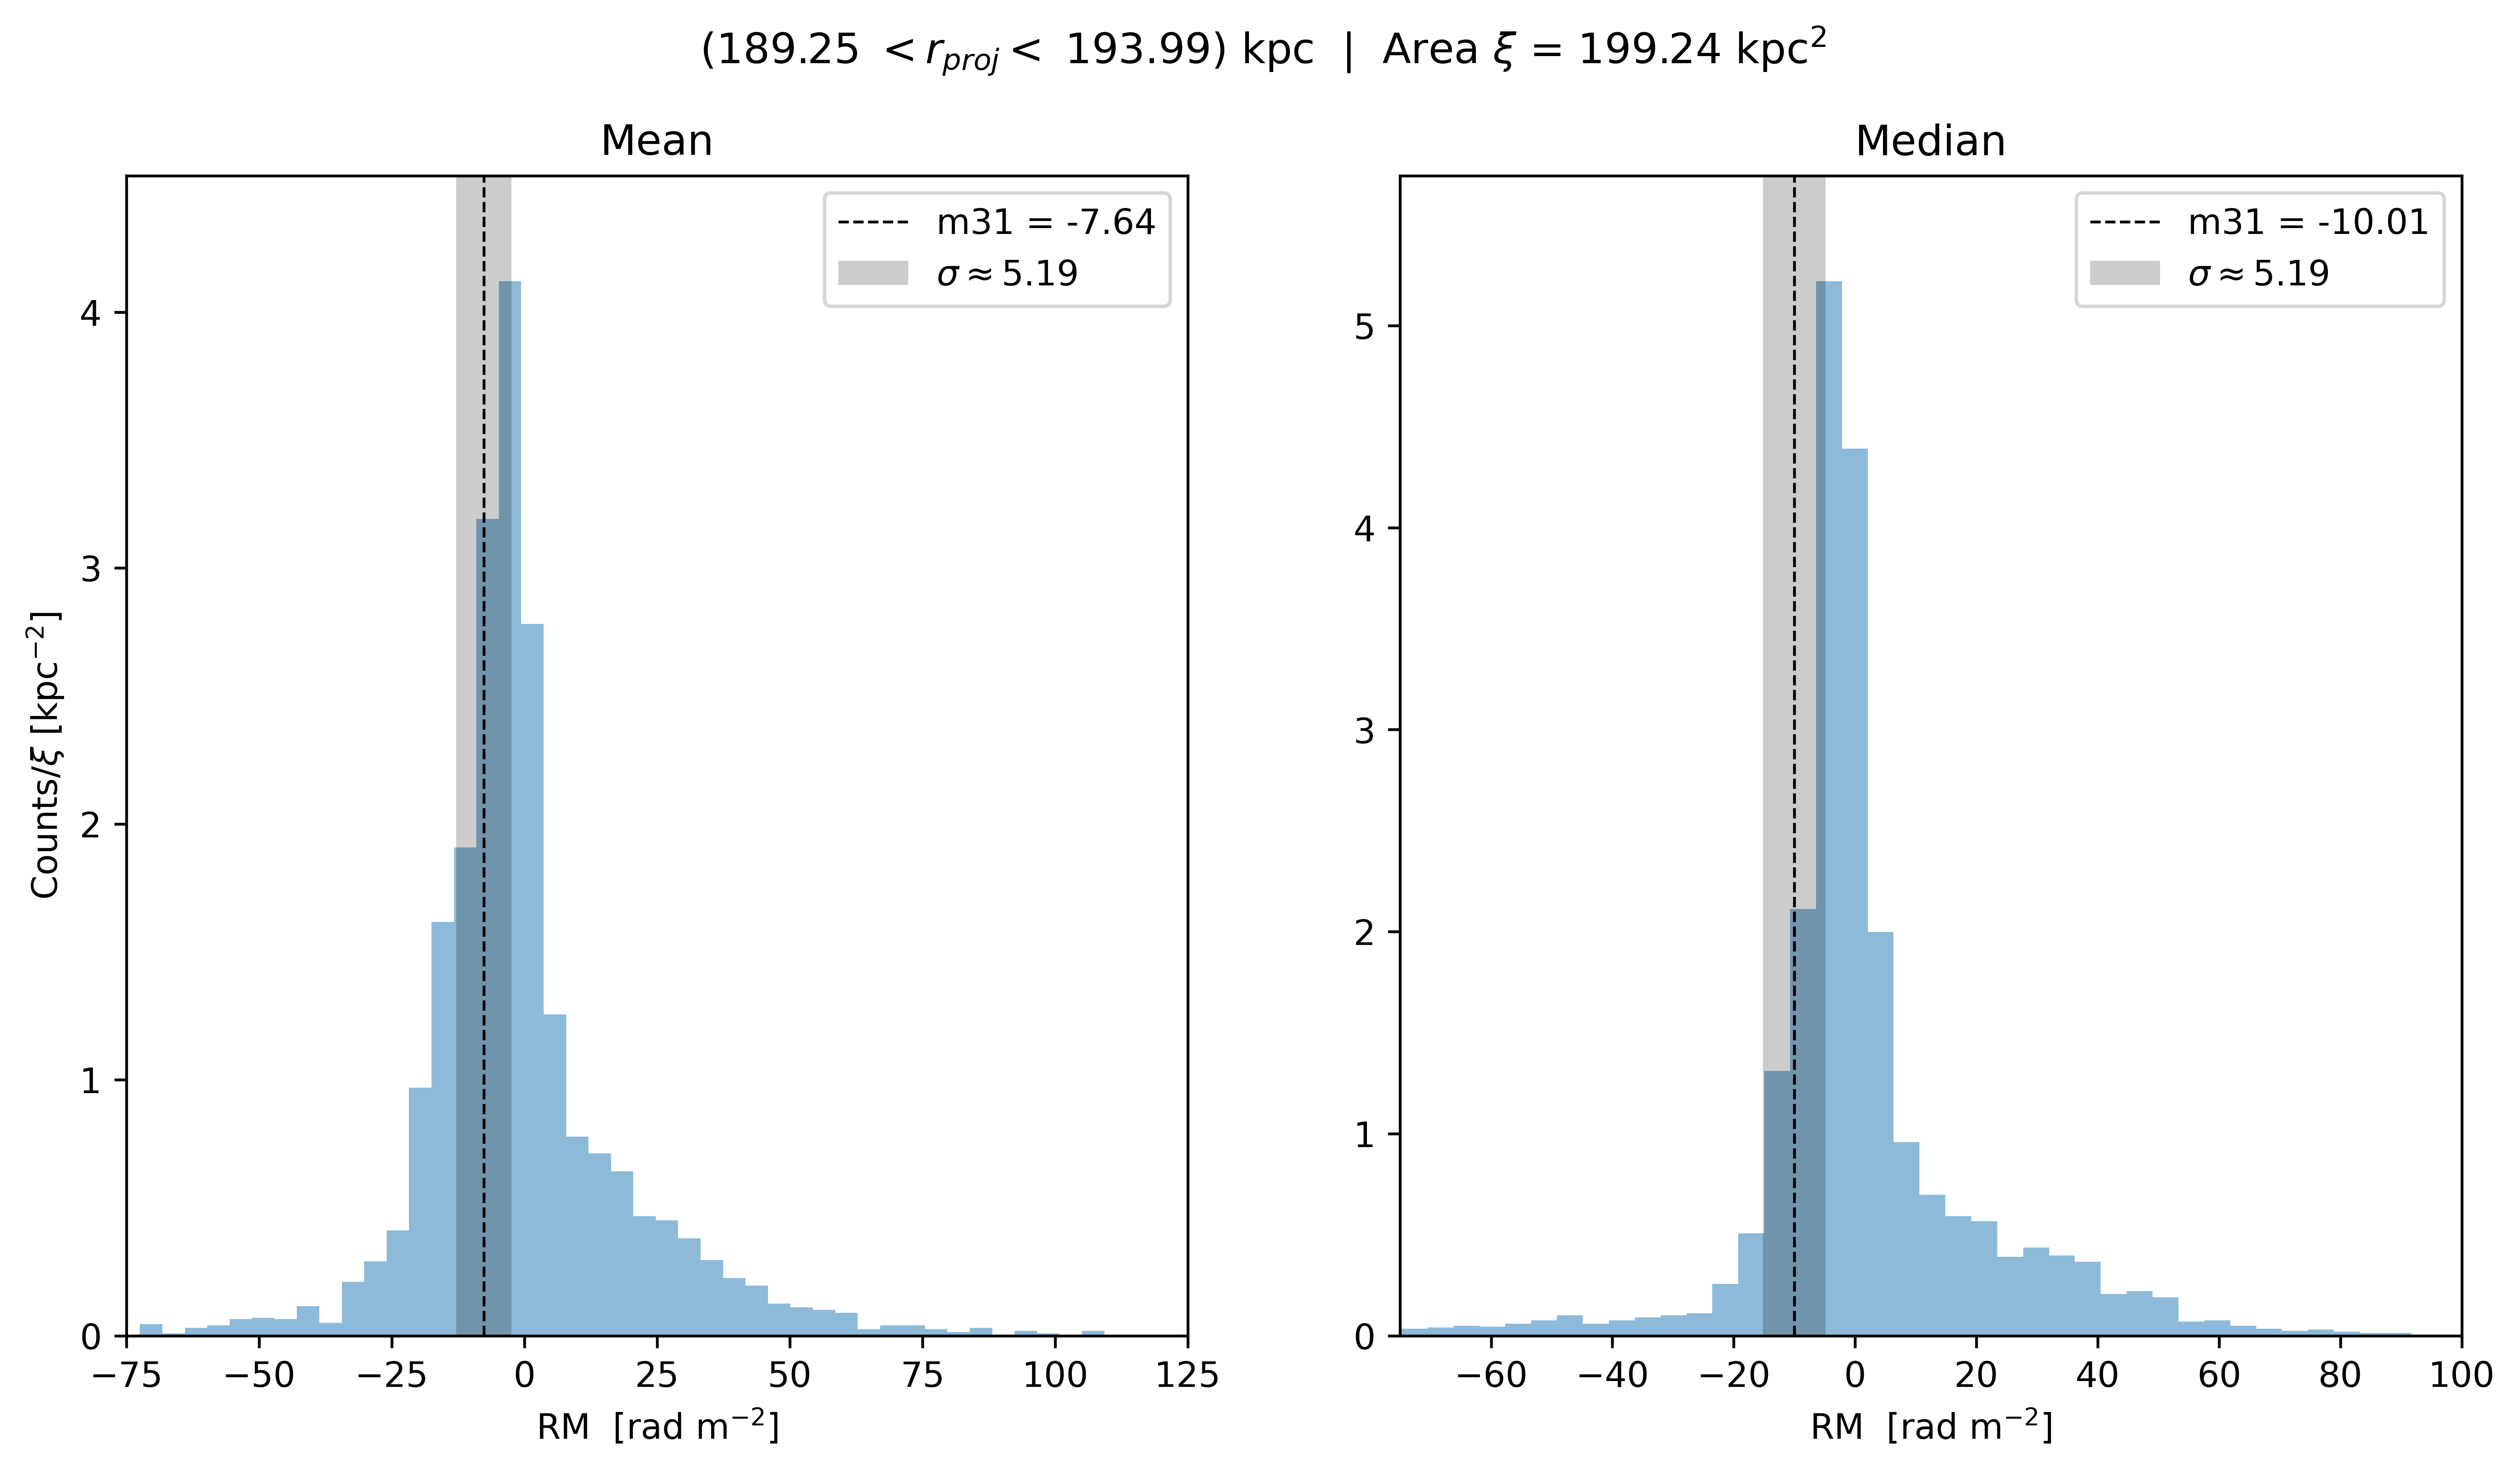 (189.25 < r_proj < 193.99) kpc | Area ξ = 199.24 kpc²
Mean
m31 = -7.64
σ ≈ 5.19
Counts/ξ [kpc⁻²]
4
3
2
1
0
−75 −50 −25 0 25 50 75 100 125
RM [rad m⁻²]
Median
m31 = -10.01
σ ≈ 5.19
5
4
3
2
1
0
−60 −40 −20 0 20 40 60 80 100
RM [rad m⁻²]